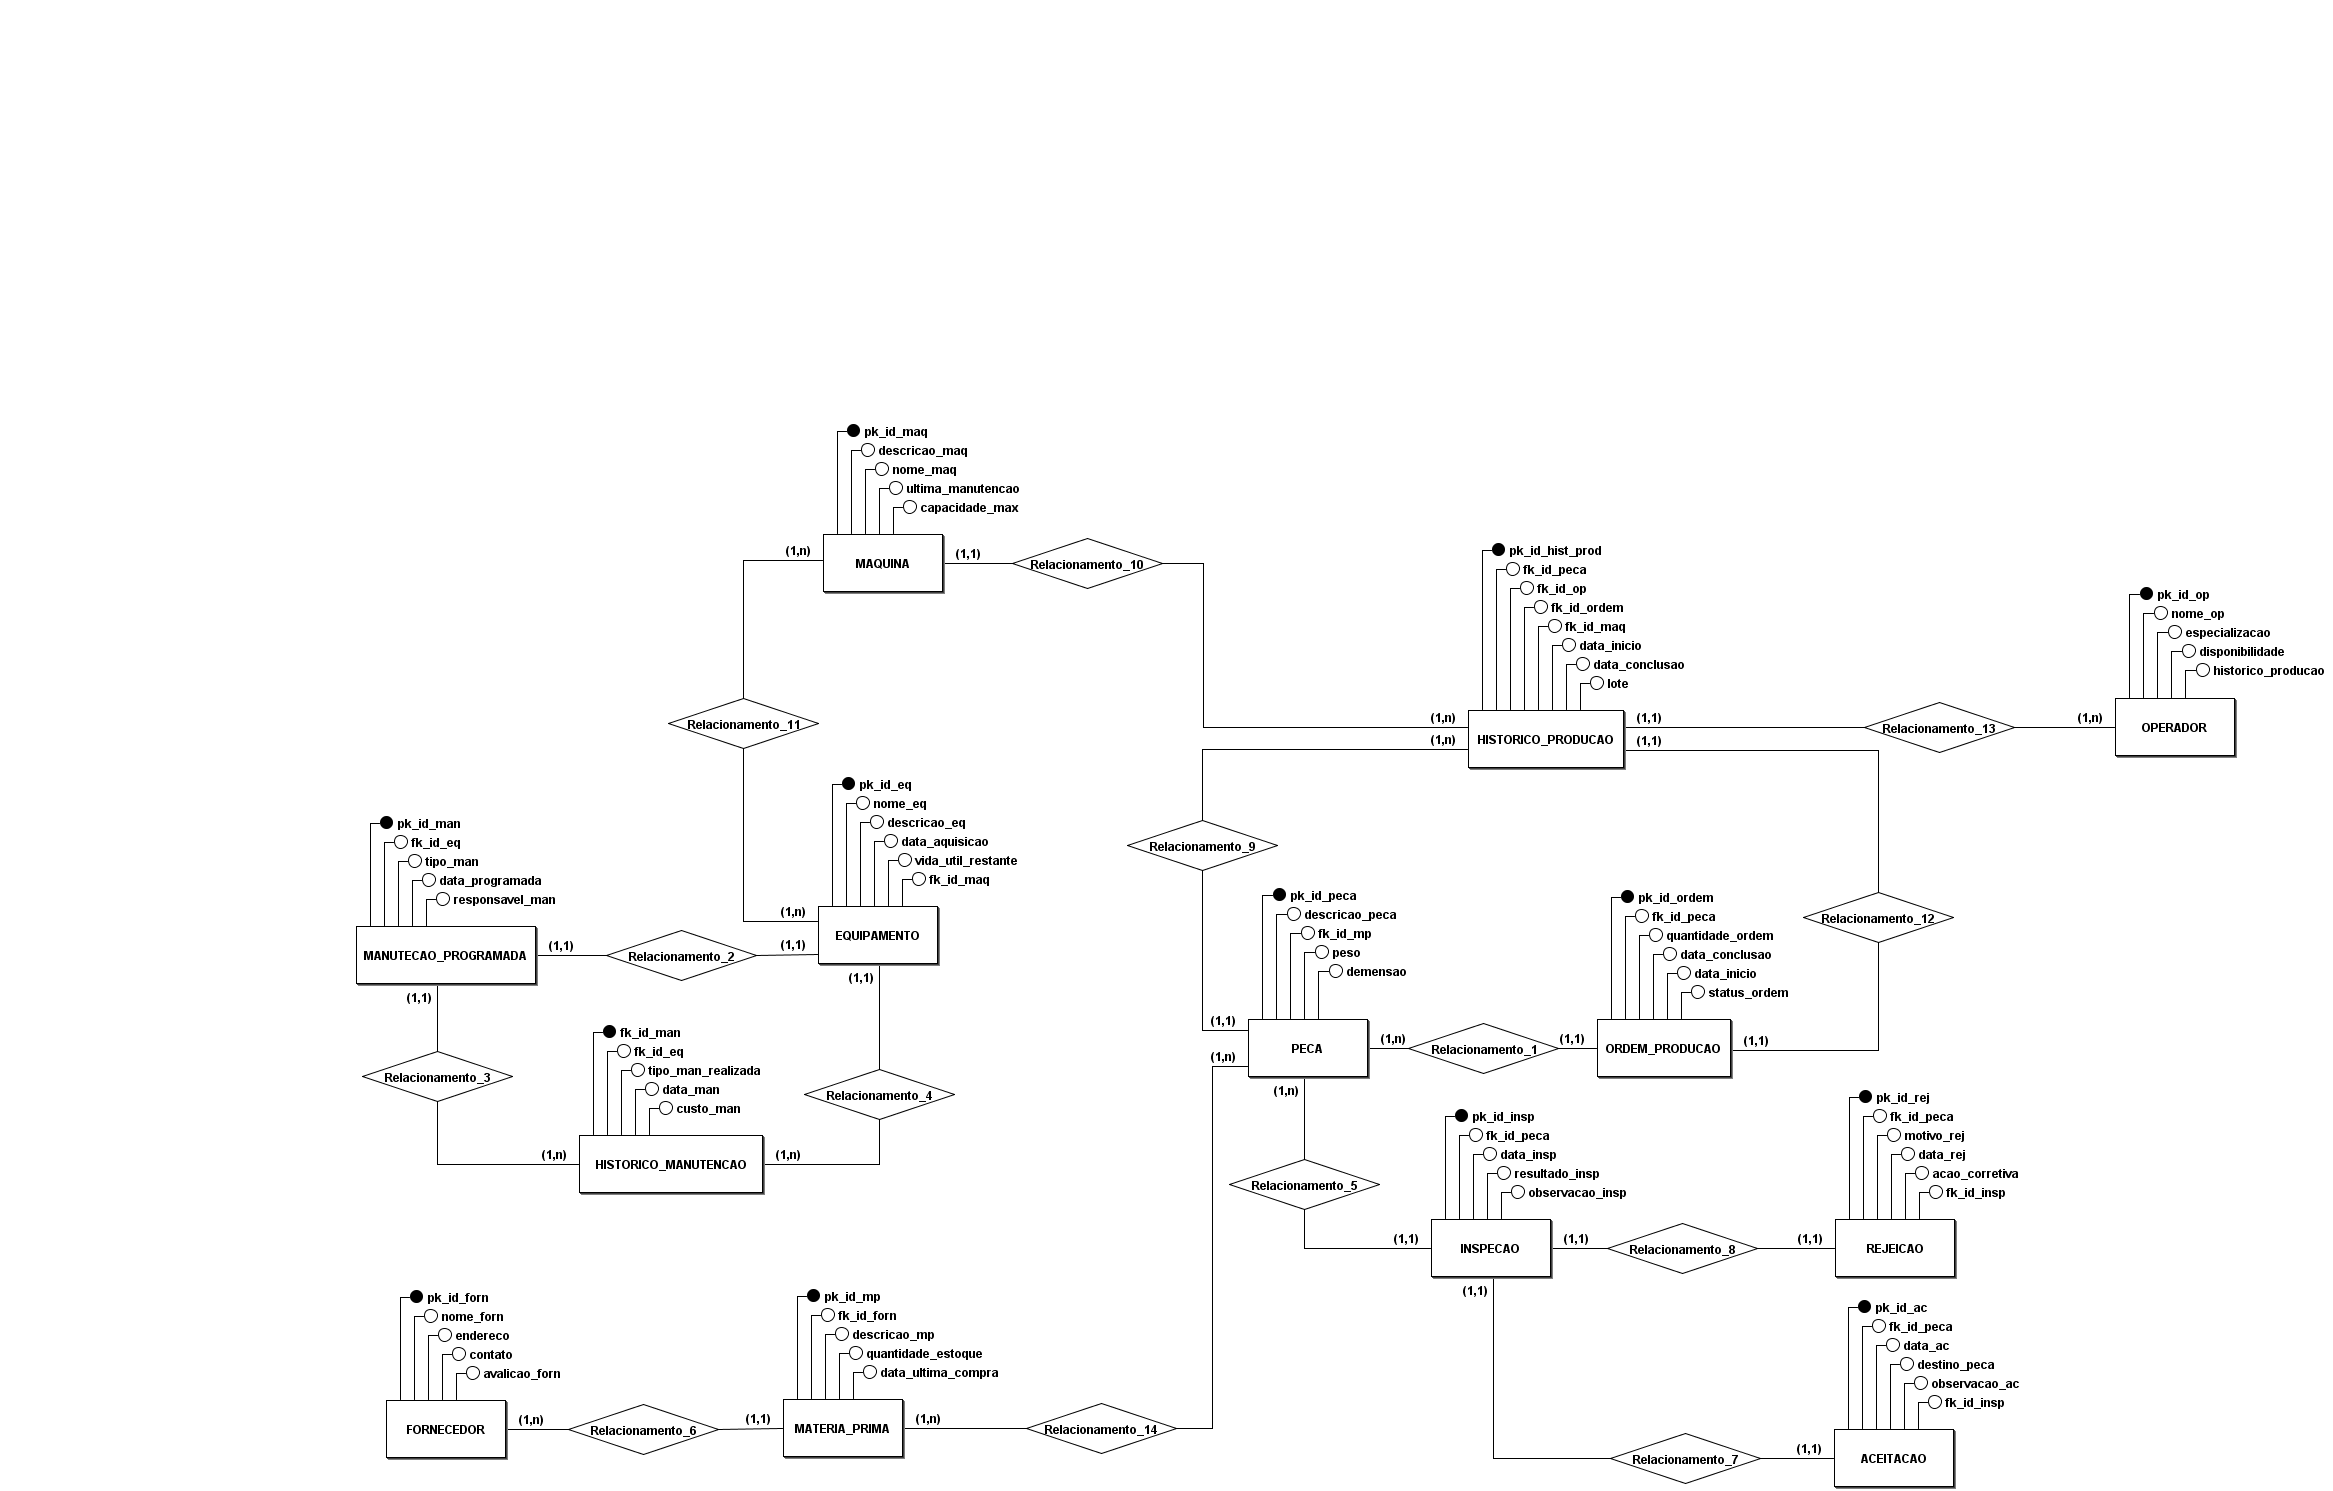 pk_id_maq
descricao_maq
nome_maq
ultima_manutencao
capacidade_max
(1,n)
MAQUINA
(1,1)
Relacionamento_10
pk_id_hist_prod
fk_id_peca
fk_id_op
fk_id_ordem
fk_id_maq
data_inicio
data_conclusao
lote
(1,n)
(1,n)
HISTORICO_PRODUCAO
(1,1)
(1,1)
Relacionamento_13
(1,n)
pk_id_op
nome_op
especializacao
disponibilidade
historico_producao
OPERADOR
Relacionamento_11
pk_id_eq
nome_eq
descricao_eq
data_aquisicao
vida_util_restante
fk_id_maq
(1,n)
(1,1)
EQUIPAMENTO
(1,1)
pk_id_man
fk_id_eq
tipo_man
data_programada
responsavel_man
MANUTECAO_PROGRAMADA
(1,1)
Relacionamento_2
(1,1)
Relacionamento_3
fk_id_man
fk_id_eq
tipo_man_realizada
data_man
custo_man
(1,n)
HISTORICO_MANUTENCAO
(1,n)
Relacionamento_4
Relacionamento_9
pk_id_peca
descricao_peca
fk_id_mp
peso
demensao
(1,1)
(1,n)
PECA
(1,n)
(1,n)
Relacionamento_1
(1,1)
pk_id_ordem
fk_id_peca
quantidade_ordem
data_conclusao
data_inicio
status_ordem
ORDEM_PRODUCAO
(1,1)
Relacionamento_12
Relacionamento_5
pk_id_insp
fk_id_peca
data_insp
resultado_insp
observacao_insp
(1,1)
INSPECAO
(1,1)
(1,1)
Relacionamento_8
(1,1)
pk_id_rej
fk_id_peca
motivo_rej
data_rej
acao_corretiva
fk_id_insp
REJEICAO
pk_id_forn
nome_forn
endereco
contato
avalicao_forn
FORNECEDOR
(1,n)
Relacionamento_6
(1,1)
pk_id_mp
fk_id_forn
descricao_mp
quantidade_estoque
data_ultima_compra
MATERIA_PRIMA
(1,n)
Relacionamento_14
Relacionamento_7
(1,1)
pk_id_ac
fk_id_peca
data_ac
destino_peca
observacao_ac
fk_id_insp
ACEITACAO